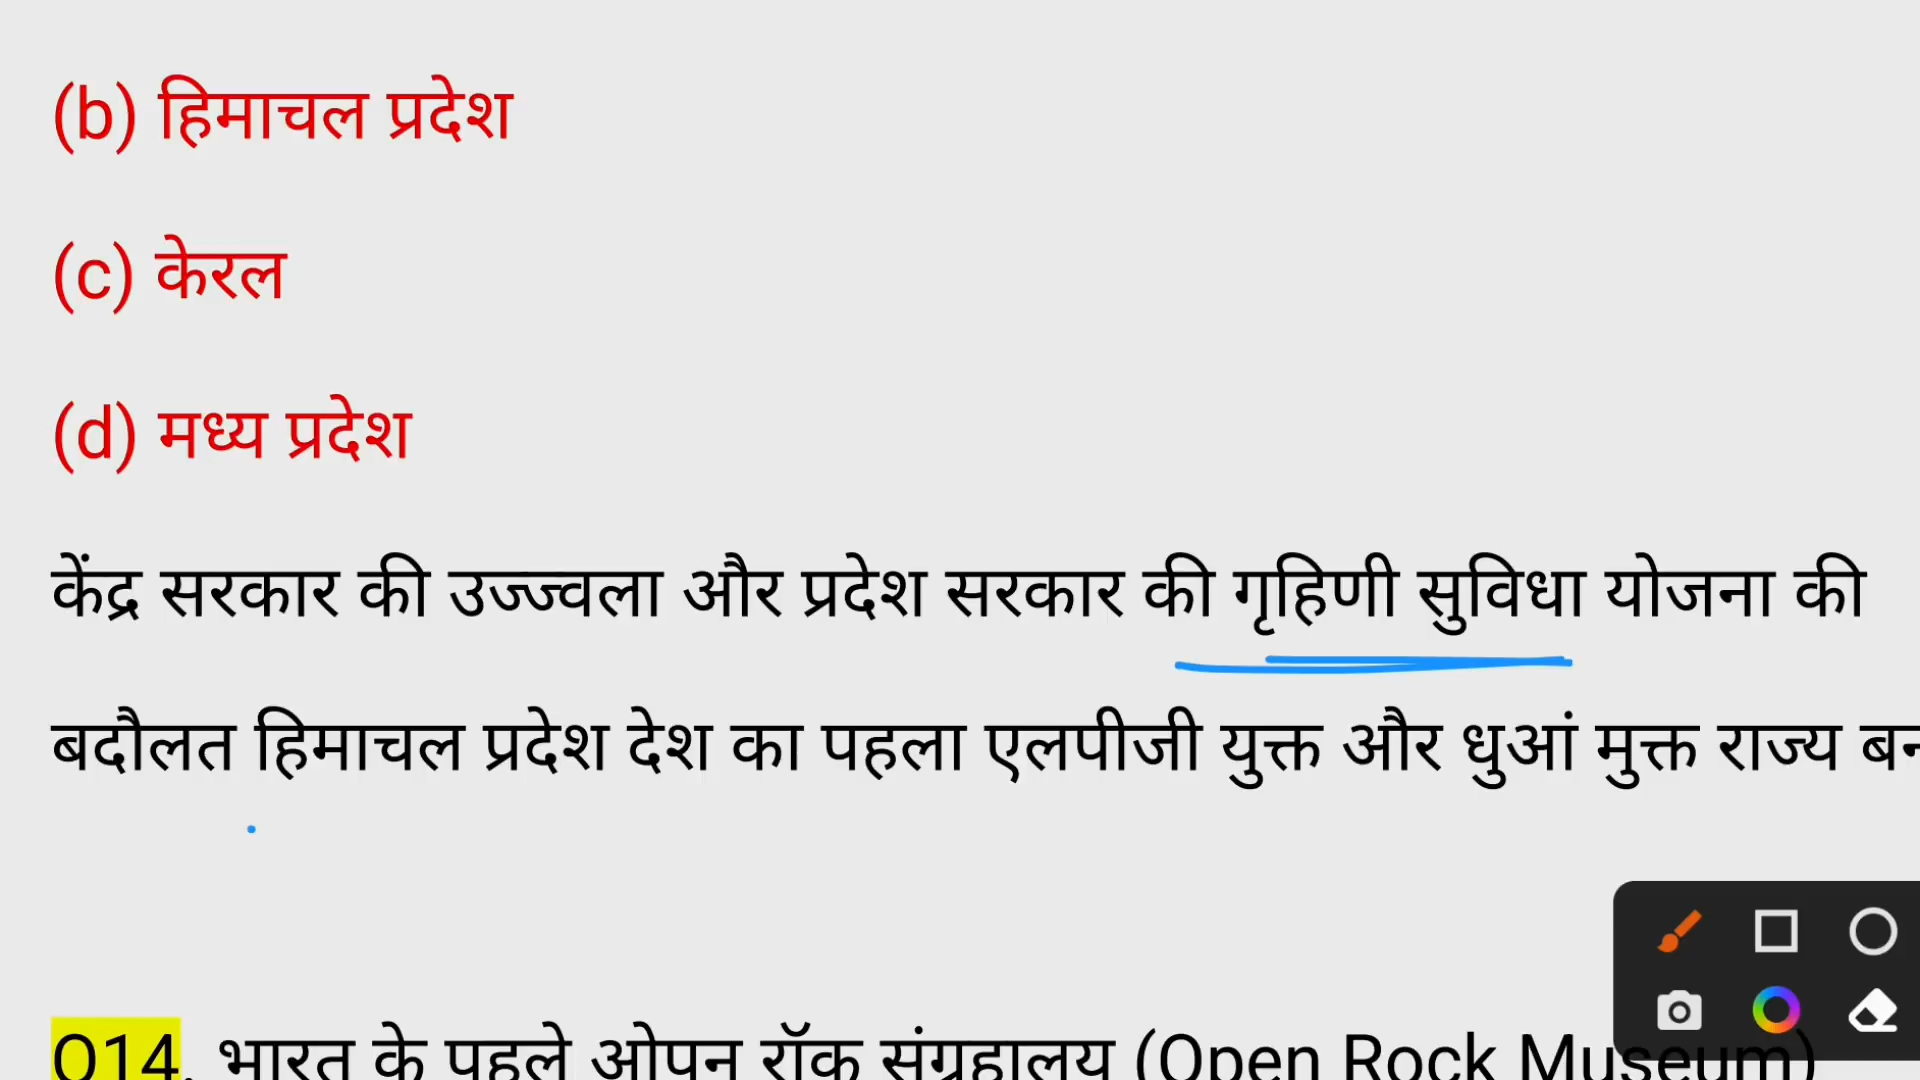 (b) हिमाचल प्रदेश
(c) केरल
(d) मध्य प्रदेश
केंद्र सरकार की उज्ज्वला और प्रदेश सरकार की गृहिणी सुविधा योजना की
बदौलत हिमाचल प्रदेश देश का पहला एलपीजी युक्त और धुआं मुक्त राज्य
Q14. भारत के पहले ओपन रॉक संग्रहालय (Open Rock Museum)